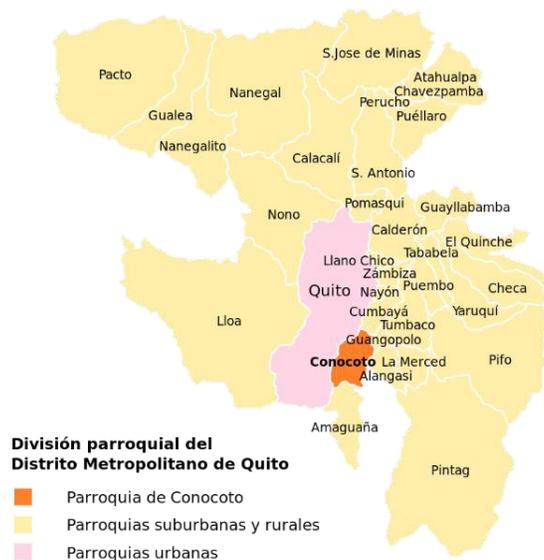 S.Jose de Minas
Pacto
Atahualpa
Nanegal
Chavezpamba
Perucho
Gualea
Puéllaro
Nanegalito
Calacalí
S. Antonio
Pomasqui
Guayllabamba
Nono
Calderón
El Quinche
Tababela
Llano Chico
Zámbiza
Quito
Nayón
Puembo
Checa
Cumbayá
Yaruquí
Lloa
Tumbaco
Guangopolo
Conocoto
La Merced
Pifo
Alangasi
Amaguaña
Pintag
División parroquial del
Distrito Metropolitano de Quito
Parroquia de Conocoto
Parroquias suburbanas y rurales
Parroquias urbanas